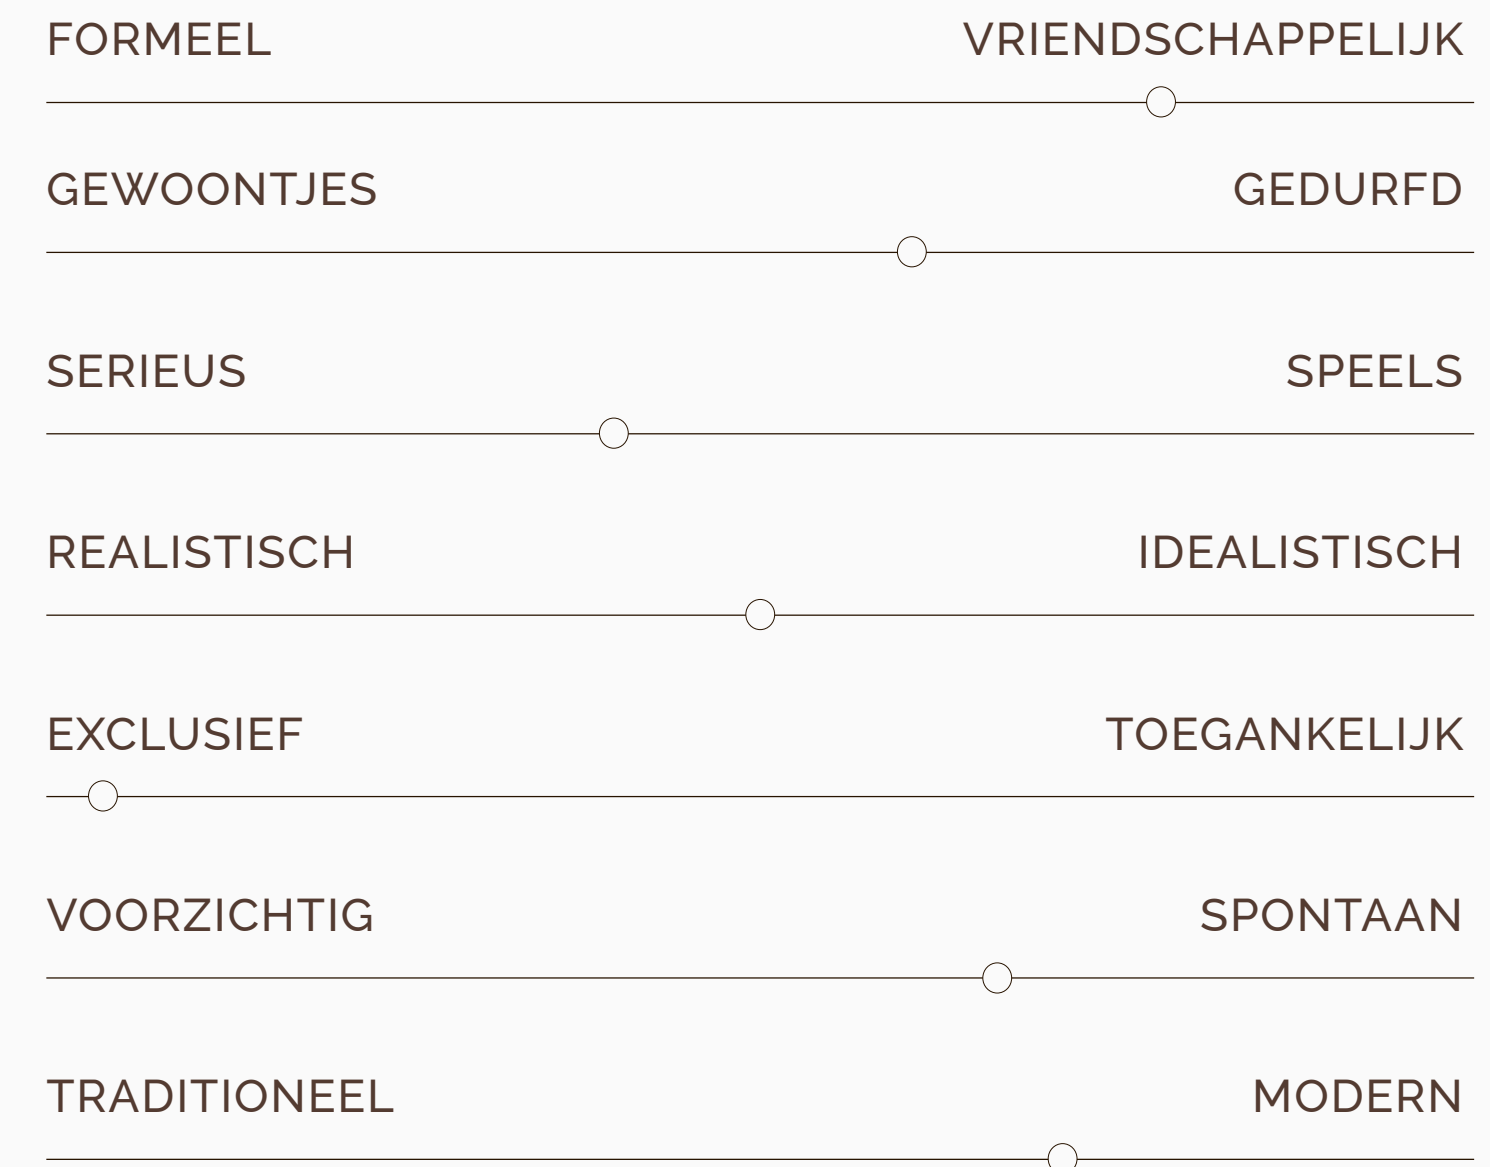 FORMEEL VRIENDSCHAPPELIJK
GEWOONTJES GEDURFD
SERIEUS SPEELS
REALISTISCH IDEALISTISCH
EXCLUSIEF TOEGANKELIJK
VOORZICHTIG SPONTAAN
TRADITIONEEL MODERN